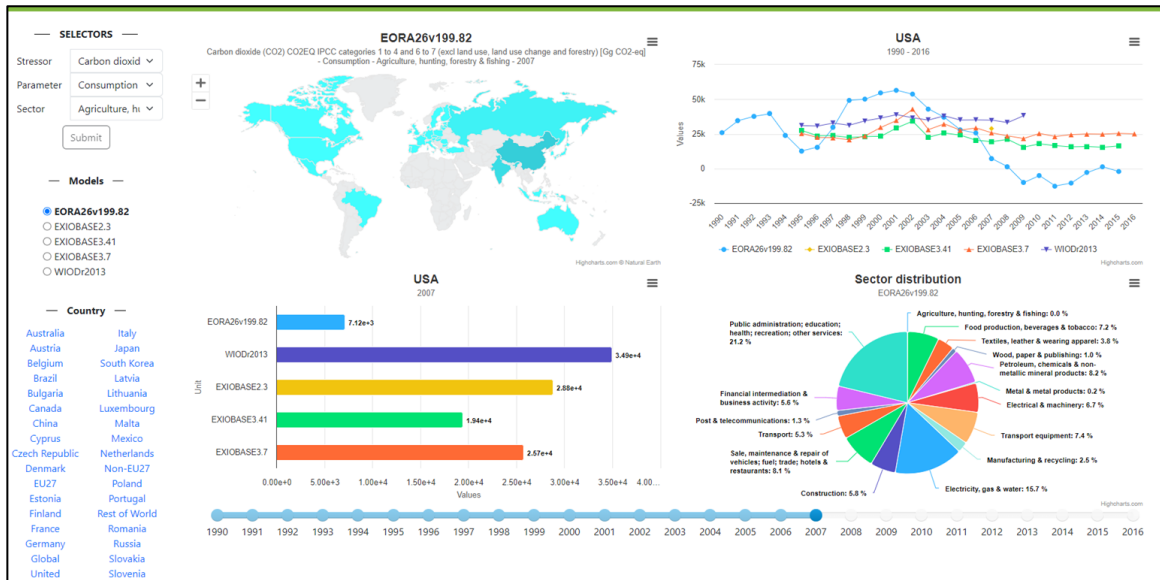 SELECTORS
Stressor
Carbon dioxid
Parameter
Consumption
Sector
Agriculture, hu
Submit
Models
EORA26v199.82
EXIOBASE2.3
EXIOBASE3.41
EXIOBASE3.7
WIODr2013
Country
Australia
Italy
Austria
Japan
Belgium
South Korea
Brazil
Latvia
Bulgaria
Lithuania
Canada
Luxembourg
China
Malta
Cyprus
Mexico
Czech Republic
Netherlands
Denmark
Non-EU27
EU27
Poland
Estonia
Portugal
Finland
Rest of World
France
Romania
Germany
Russia
Global
Slovakia
United
Slovenia
EORA26v199.82
Carbon dioxide (CO2) CO2EQ IPCC categories 1 to 4 and 6 to 7 (excl land use, land use change and forestry) [Gg CO2-eq]
- Consumption - Agriculture, hunting, forestry & fishing - 2007
+
−
Highcharts.com © Natural Earth
USA
1990 - 2016
Values
75k
50k
25k
0
-25k
1990 1991 1992 1993 1994 1995 1996 1997 1998 1999 2000 2001 2002 2003 2004 2005 2006 2007 2008 2009 2010 2011 2012 2013 2014 2015 2016
EORA26v199.82 EXIOBASE2.3 EXIOBASE3.41 EXIOBASE3.7 WIODr2013
Highcharts.com
USA
2007
Unit
EORA26v199.82
7.12e+3
WIODr2013
3.49e+4
EXIOBASE2.3
2.88e+4
EXIOBASE3.41
1.94e+4
EXIOBASE3.7
2.57e+4
0.00e+0 5.00e+3 1.00e+4 1.50e+4 2.00e+4 2.50e+4 3.00e+4 3.50e+4 4.00...
Values
Sector distribution
EORA26v199.82
Agriculture, hunting, forestry & fishing: 0.0 %
Food production, beverages & tobacco: 7.2 %
Textiles, leather & wearing apparel: 3.8 %
Wood, paper & publishing: 1.0 %
Petroleum, chemicals & non-
metallic mineral products: 8.2 %
Metal & metal products: 0.2 %
Electrical & machinery: 6.7 %
Transport equipment: 7.4 %
Manufacturing & recycling: 2.5 %
Electricity, gas & water: 15.7 %
Construction: 5.8 %
Sale, maintenance & repair of
vehicles; fuel; trade; hotels &
restaurants: 8.1 %
Transport: 5.3 %
Post & telecommunications: 1.3 %
Financial intermediation &
business activity: 5.6 %
Public administration; education;
health; recreation; other services:
21.2 %
Highcharts.com
1990 1991 1992 1993 1994 1995 1996 1997 1998 1999 2000 2001 2002 2003 2004 2005 2006 2007 2008 2009 2010 2011 2012 2013 2014 2015 2016